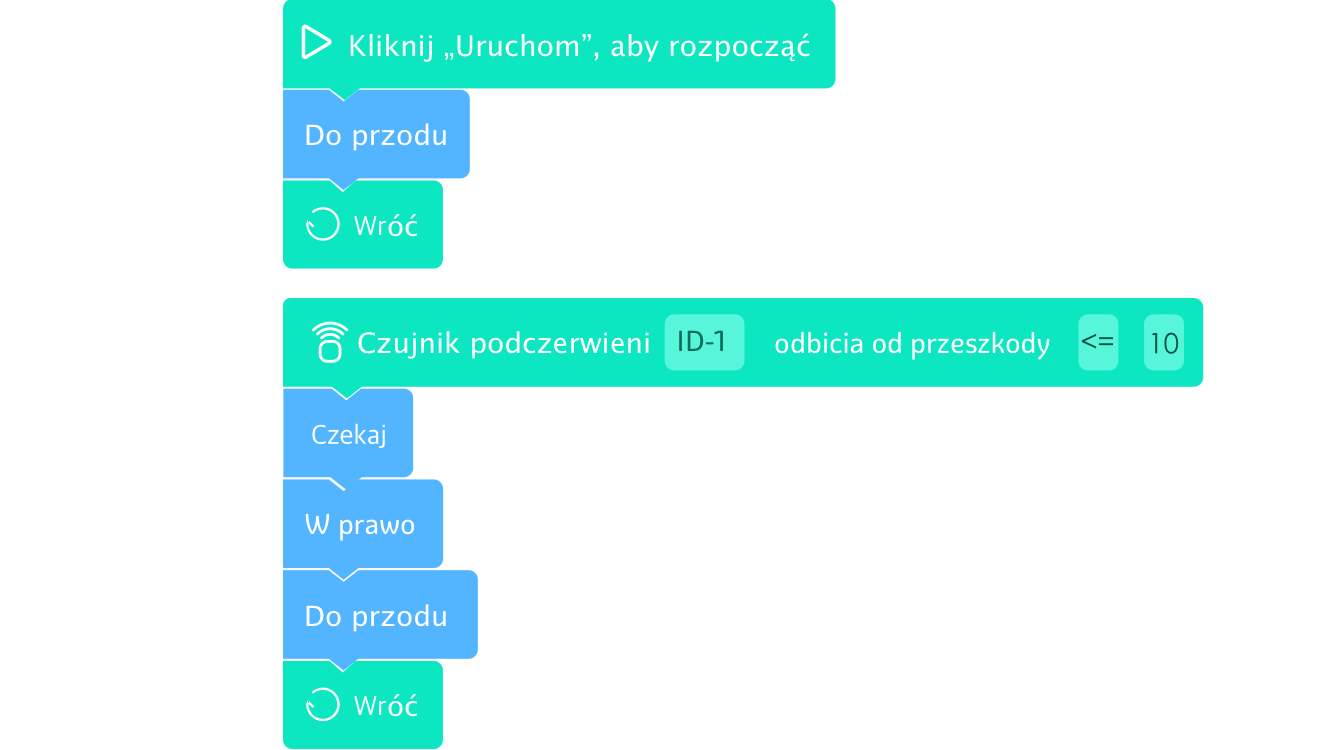 Kliknij „Uruchom”, aby rozpocząć
Do przodu
Wróć
Czujnik podczerwieni ID-1 odbicia od przeszkody <= 10
Czekaj
W prawo
Do przodu
Wróć